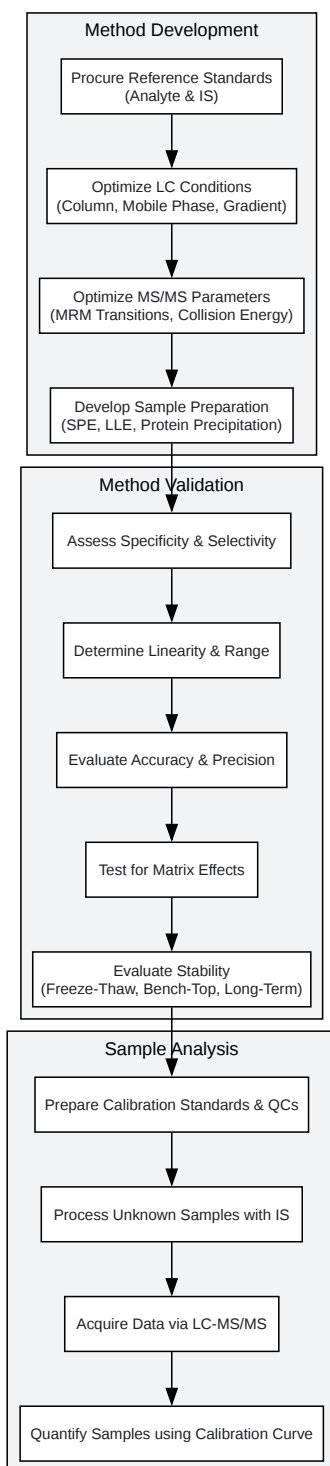 Method Development
Procure Reference Standards
(Analyte & IS)
Optimize LC Conditions
(Column, Mobile Phase, Gradient)
Optimize MS/MS Parameters
(MRM Transitions, Collision Energy)
Develop Sample Preparation
(SPE, LLE, Protein Precipitation)
Method Validation
Assess Specificity & Selectivity
Determine Linearity & Range
Evaluate Accuracy & Precision
Test for Matrix Effects
Evaluate Stability
(Freeze-Thaw, Bench-Top, Long-Term)
Sample Analysis
Prepare Calibration Standards & QCs
Process Unknown Samples with IS
Acquire Data via LC-MS/MS
Quantify Samples using Calibration Curve